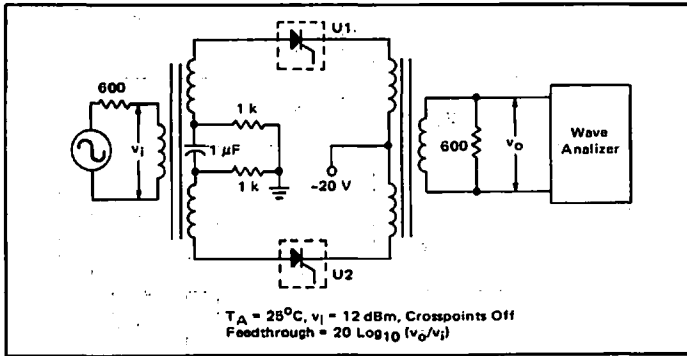 U1
600
1 k
vi
1 μF
1 k
-20 V
600
vo
Wave
Analizer
U2
TA = 25°C, vi = 12 dBm, Crosspoints Off
Feedthrough = 20 Log10 (vo/vi)